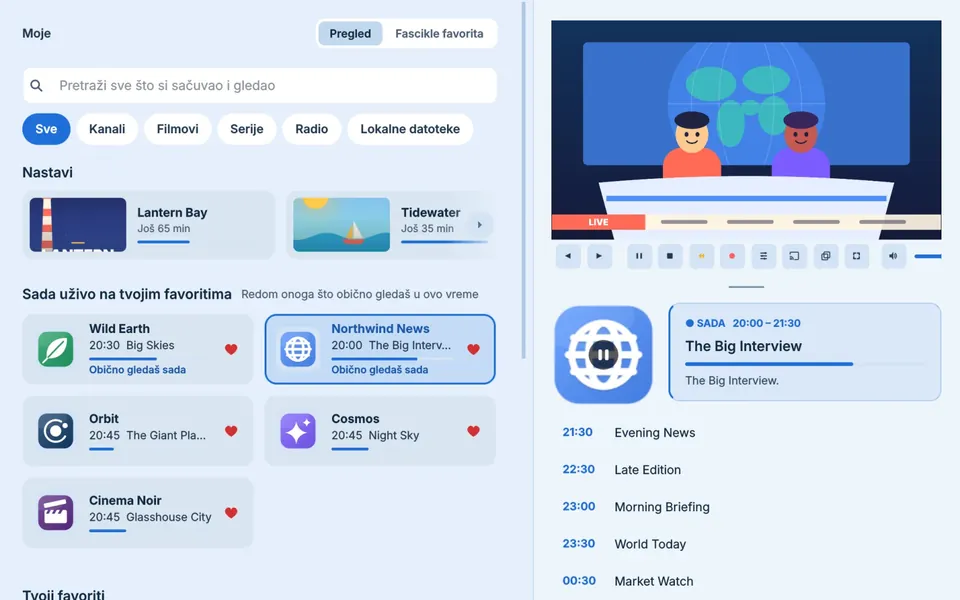 Moje
Pregled
Fascikle favorita
Pretraži sve što si sačuvao i gledao
Sve
Kanali
Filmovi
Serije
Radio
Lokalne datoteke
Nastavi
Lantern Bay
Još 65 min
Tidewater
Još 35 min
Sada uživo na tvojim favoritima
Redom onoga što obično gledaš u ovo vreme
Wild Earth
20:30 Big Skies
Obično gledaš sada
Northwind News
20:00 The Big Interv...
Obično gledaš sada
Orbit
20:45 The Giant Pla...
Cosmos
20:45 Night Sky
Cinema Noir
20:45 Glasshouse City
Tvoji favoriti
LIVE
SADA 20:00 – 21:30
The Big Interview
The Big Interview.
21:30 Evening News
22:30 Late Edition
23:00 Morning Briefing
23:30 World Today
00:30 Market Watch